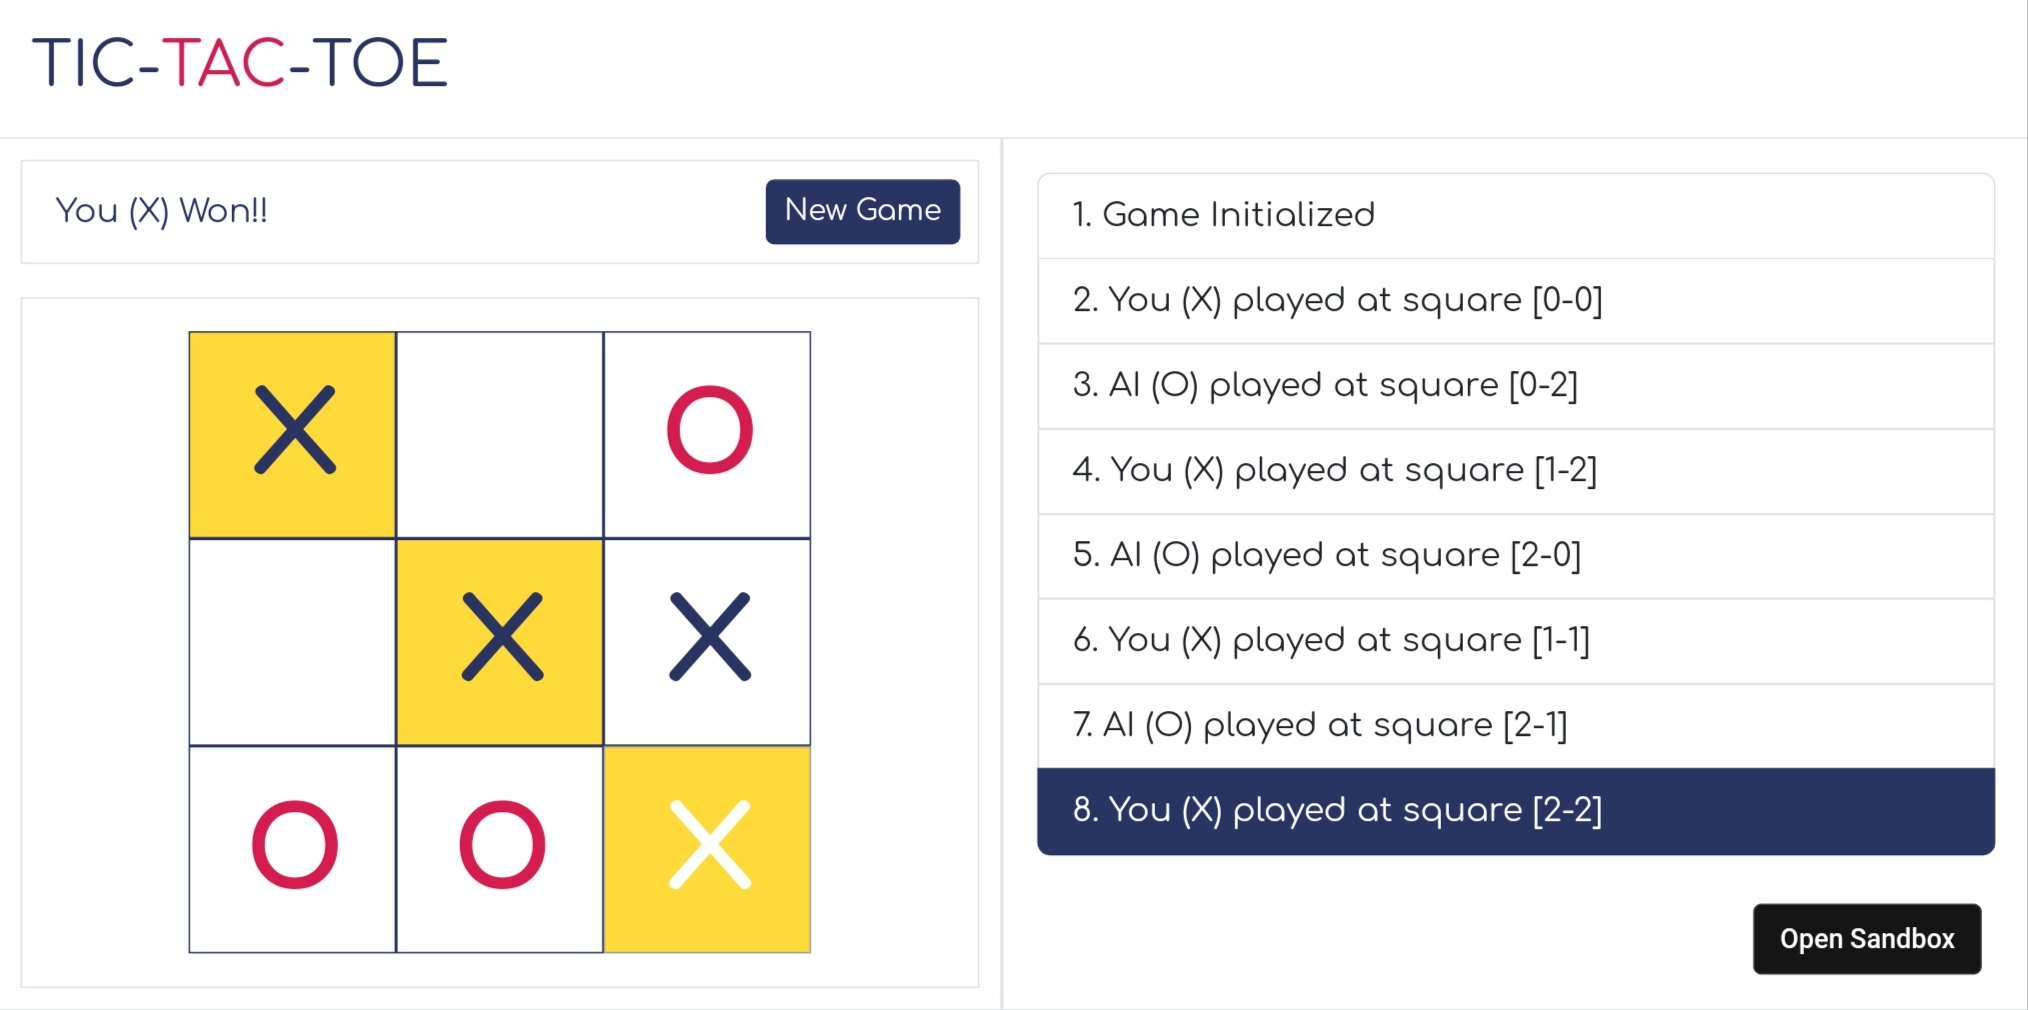 TIC-TAC-TOE
You (X) Won!!
New Game
X O
X X
O O X
1. Game Initialized
2. You (X) played at square [0-0]
3. AI (O) played at square [0-2]
4. You (X) played at square [1-2]
5. AI (O) played at square [2-0]
6. You (X) played at square [1-1]
7. AI (O) played at square [2-1]
8. You (X) played at square [2-2]
Open Sandbox